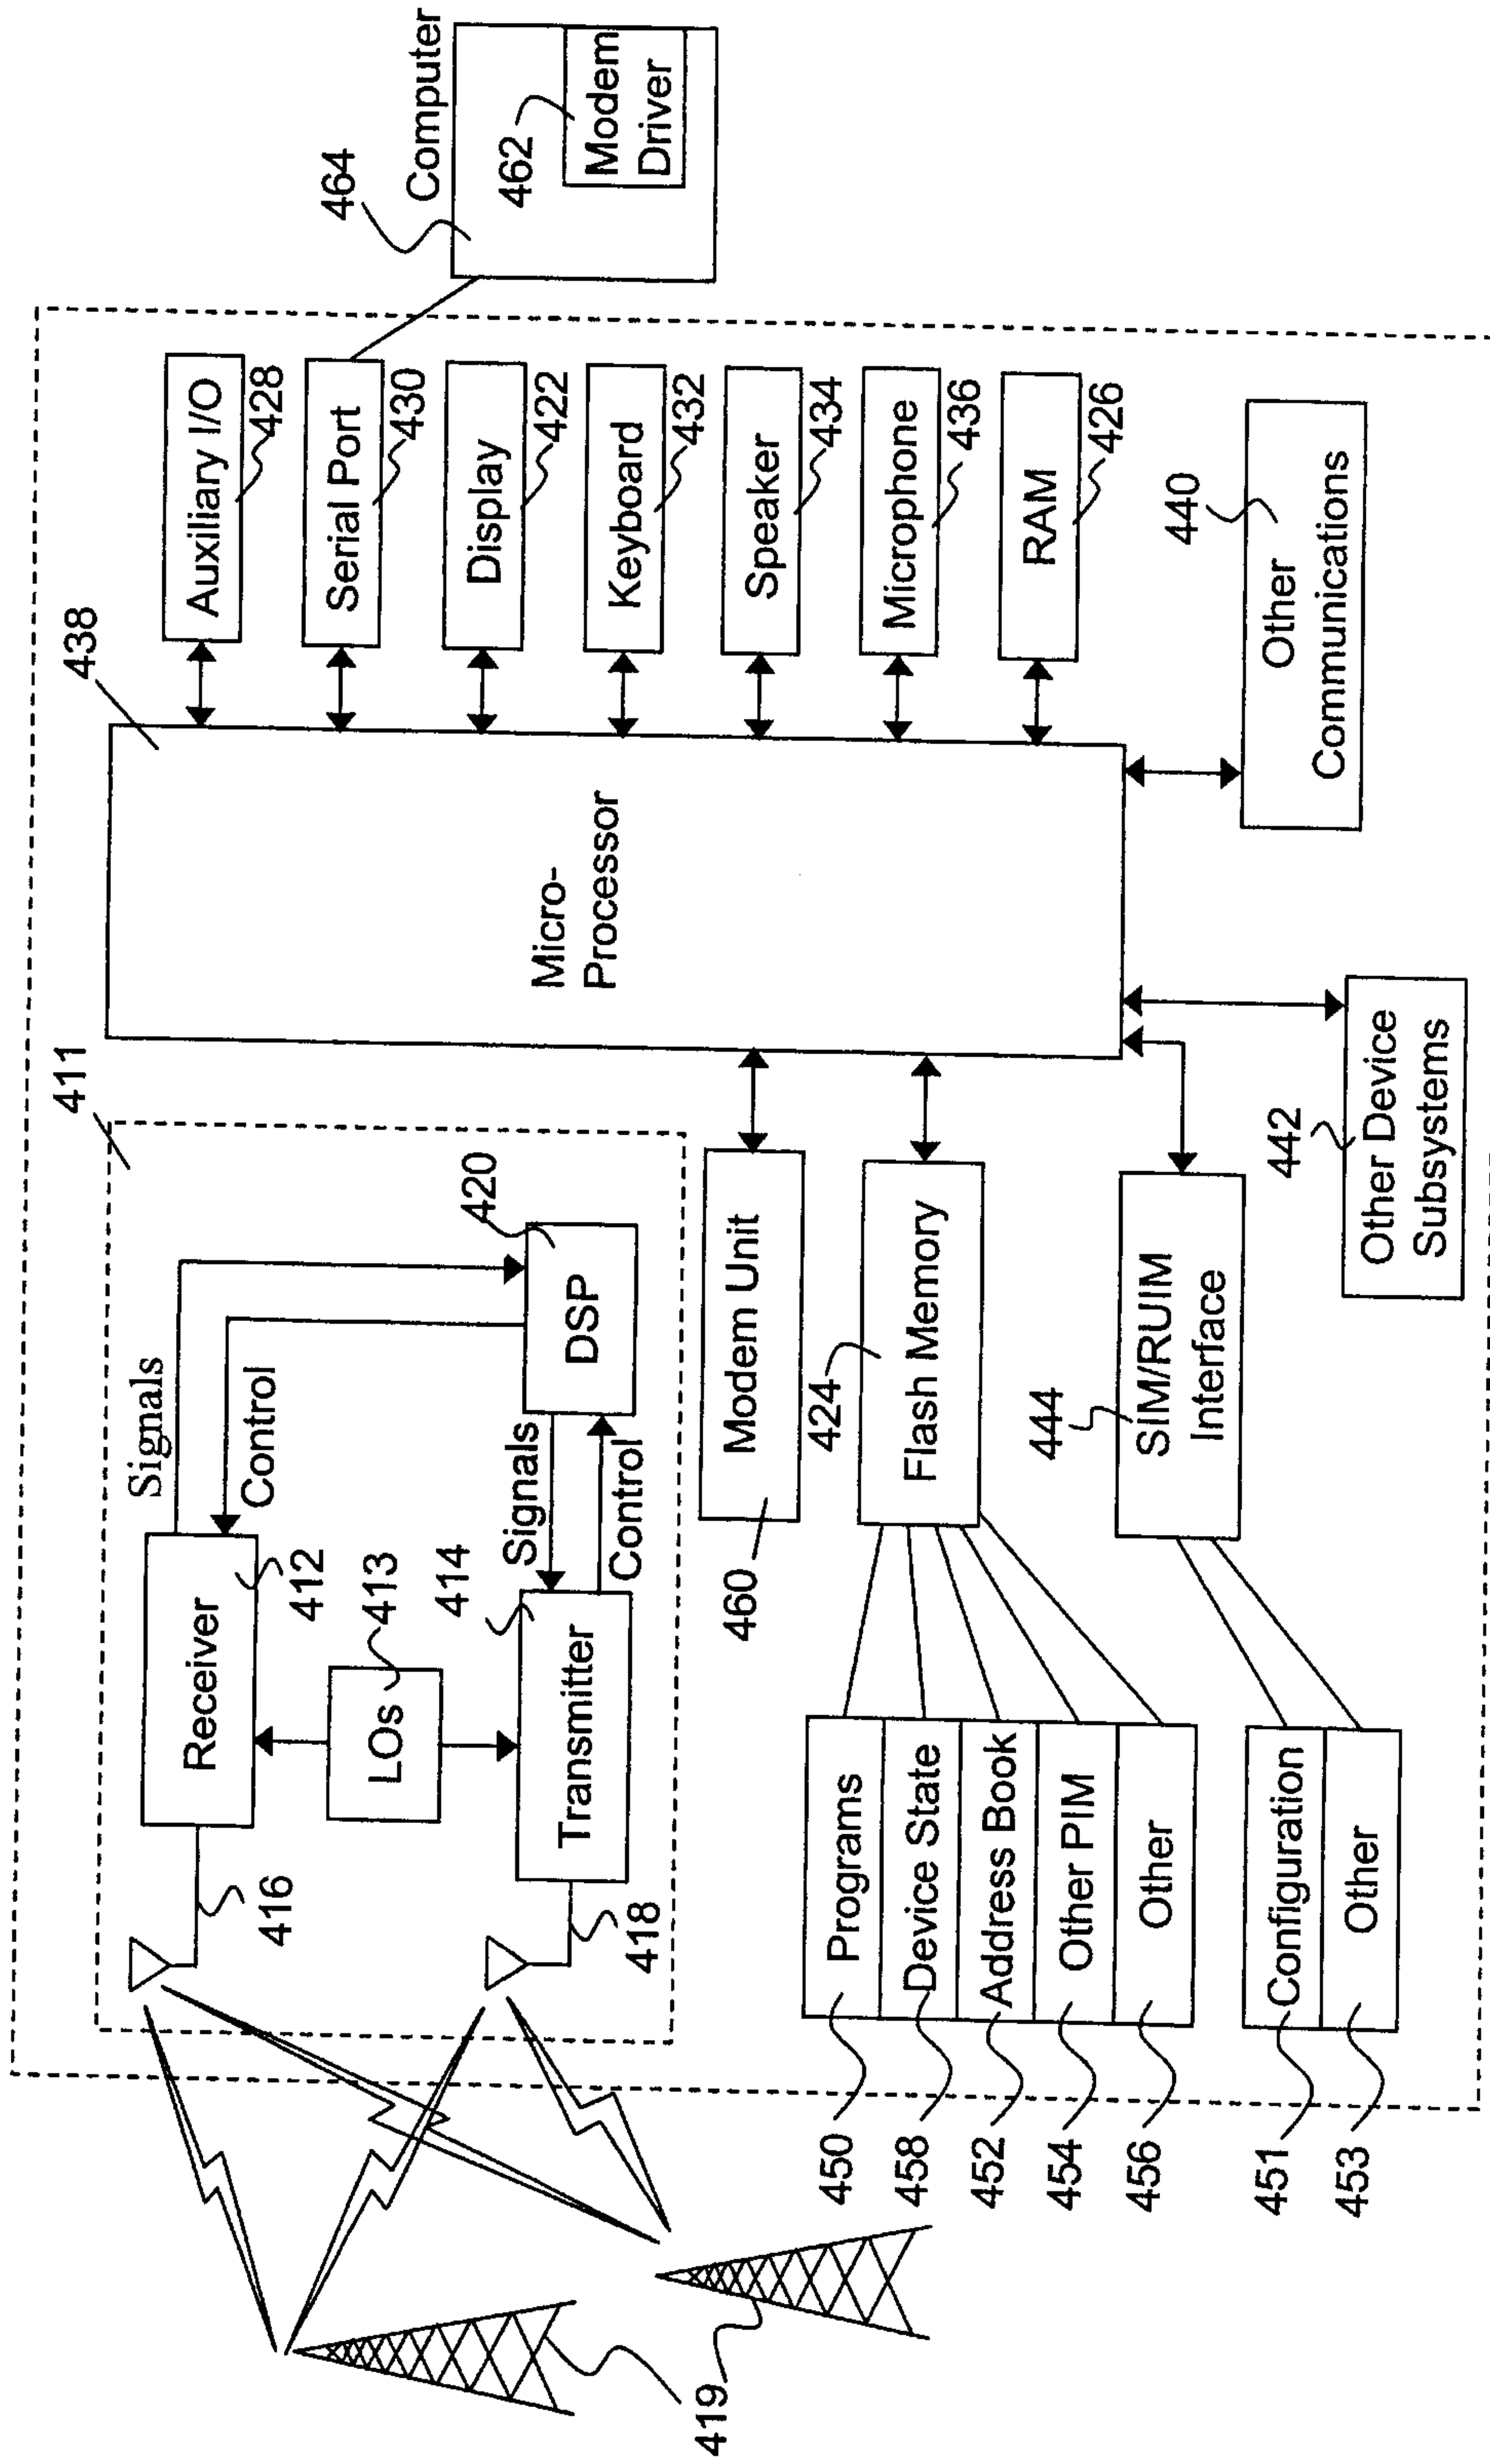 411
Signals
Receiver
412
Control
416
LOs
413
420
DSP
414
Signals
Transmitter
Control
418
419
438
Micro-
Processor
Auxiliary I/O
428
Serial Port
430
Display
422
Keyboard
432
Speaker
434
Microphone
436
RAM
426
464
Computer
462
Modem
Driver
Modem Unit
460
424
Flash Memory
450
Programs
458
Device State
452
Address Book
454
Other PIM
456
Other
444
SIM/RUIM
Interface
451
Configuration
453
Other
442
Other Device
Subsystems
440
Other
Communications